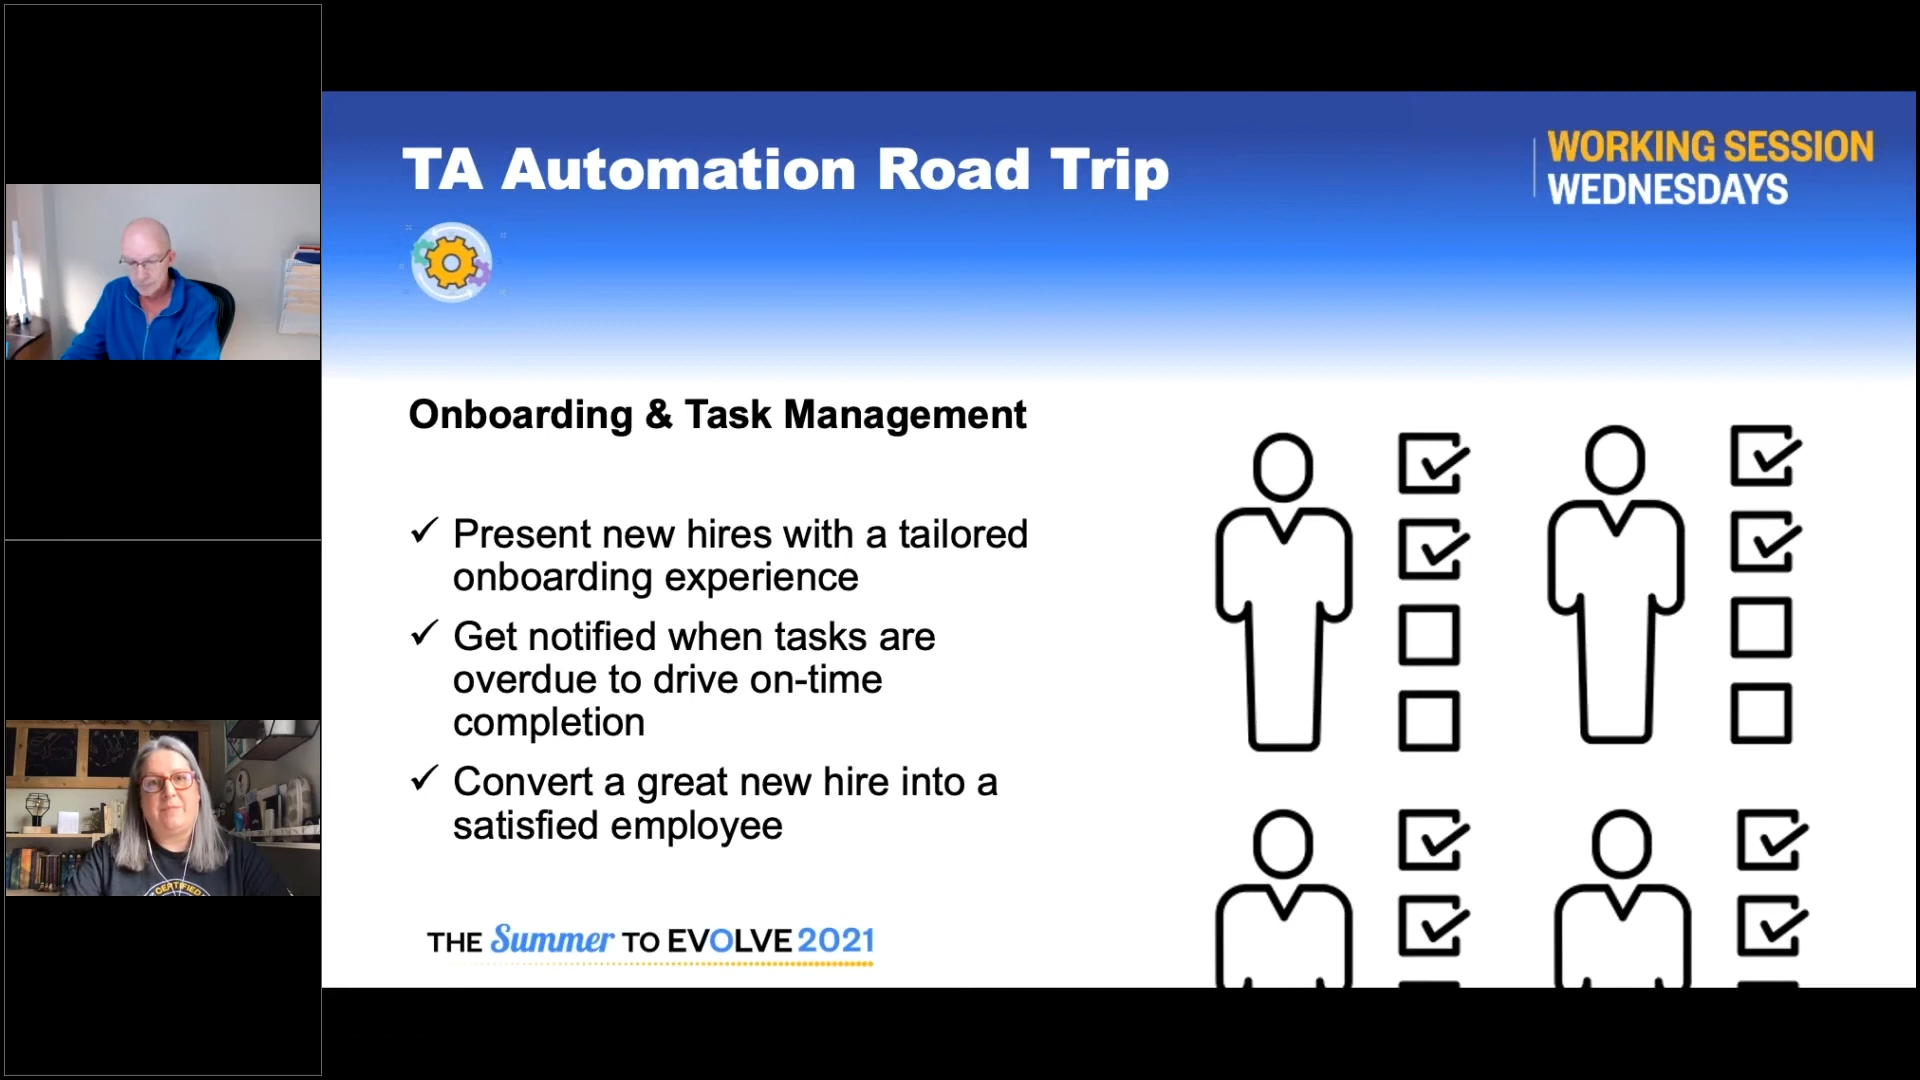 TA Automation Road Trip
WORKING SESSION
WEDNESDAYS
Onboarding & Task Management
✓ Present new hires with a tailored
onboarding experience
✓ Get notified when tasks are
overdue to drive on-time
completion
✓ Convert a great new hire into a
satisfied employee
THE Summer TO EVOLVE 2021
CERTIFIED